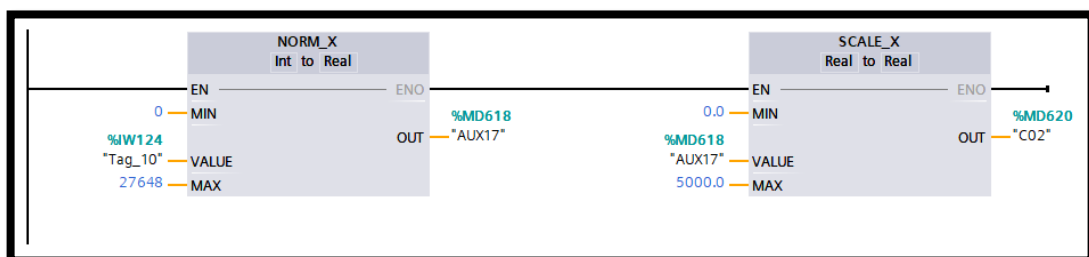 NORM_X
Int to Real
EN
ENO
0
MIN
%MD618
%IW124
OUT
"AUX17"
"Tag_10"
VALUE
27648
MAX
SCALE_X
Real to Real
EN
ENO
0.0
MIN
%MD620
%MD618
OUT
"C02"
"AUX17"
VALUE
5000.0
MAX